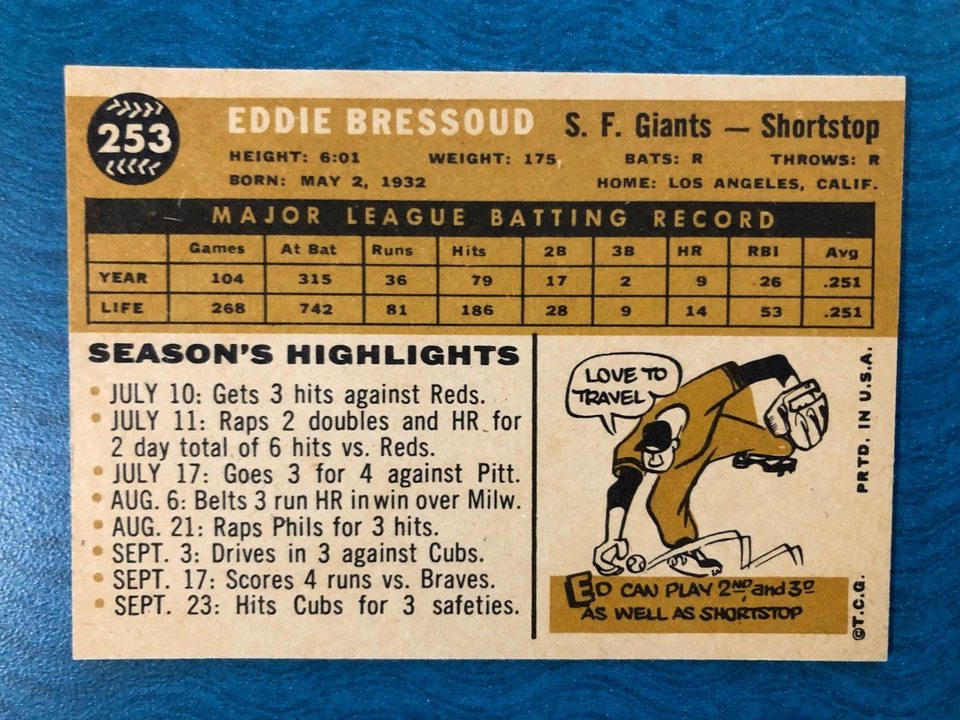 253
EDDIE BRESSOUD S. F. Giants — Shortstop
HEIGHT: 6:01 WEIGHT: 175 BATS: R THROWS: R
BORN: MAY 2, 1932 HOME: LOS ANGELES, CALIF.
MAJOR LEAGUE BATTING RECORD
Games At Bat Runs Hits 2B 3B HR RBI Avg
YEAR 104 315 36 79 17 2 9 26 .251
LIFE 268 742 81 186 28 9 14 53 .251
SEASON'S HIGHLIGHTS
• JULY 10: Gets 3 hits against Reds.
• JULY 11: Raps 2 doubles and HR for
2 day total of 6 hits vs. Reds.
• JULY 17: Goes 3 for 4 against Pitt.
• AUG. 6: Belts 3 run HR in win over Milw.
• AUG. 21: Raps Phils for 3 hits.
• SEPT. 3: Drives in 3 against Cubs.
• SEPT. 17: Scores 4 runs vs. Braves.
• SEPT. 23: Hits Cubs for 3 safeties.
LOVE TO
TRAVEL
ED CAN PLAY 2ND, and 3D
AS WELL AS SHORTSTOP
©T.C.G. PRTD. IN U.S.A.